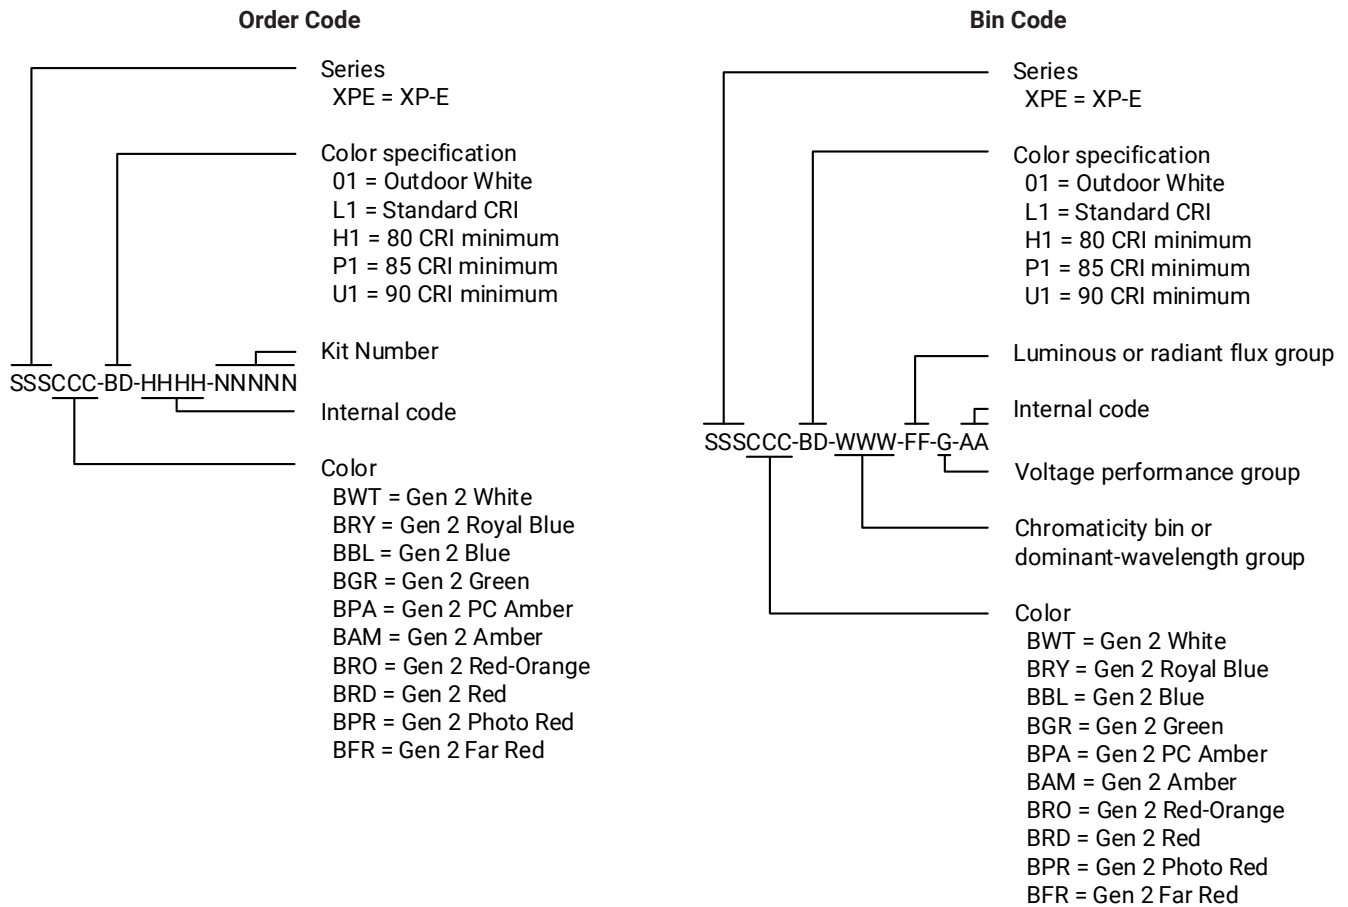 Order Code
Series
XPE = XP-E
Color specification
01 = Outdoor White
L1 = Standard CRI
H1 = 80 CRI minimum
P1 = 85 CRI minimum
U1 = 90 CRI minimum
Kit Number
SSSCCC-BD-HHHH-NNNNN
Internal code
Color
BWT = Gen 2 White
BRY = Gen 2 Royal Blue
BBL = Gen 2 Blue
BGR = Gen 2 Green
BPA = Gen 2 PC Amber
BAM = Gen 2 Amber
BRO = Gen 2 Red-Orange
BRD = Gen 2 Red
BPR = Gen 2 Photo Red
BFR = Gen 2 Far Red
Bin Code
Series
XPE = XP-E
Color specification
01 = Outdoor White
L1 = Standard CRI
H1 = 80 CRI minimum
P1 = 85 CRI minimum
U1 = 90 CRI minimum
Luminous or radiant flux group
Internal code
SSSCCC-BD-WWW-FF-G-AA
Voltage performance group
Chromaticity bin or
dominant-wavelength group
Color
BWT = Gen 2 White
BRY = Gen 2 Royal Blue
BBL = Gen 2 Blue
BGR = Gen 2 Green
BPA = Gen 2 PC Amber
BAM = Gen 2 Amber
BRO = Gen 2 Red-Orange
BRD = Gen 2 Red
BPR = Gen 2 Photo Red
BFR = Gen 2 Far Red